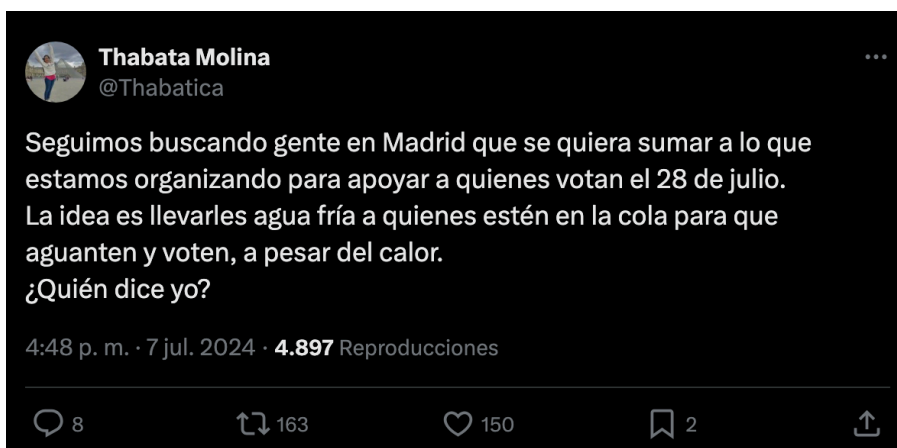 Thabata Molina
@Thabatica
Seguimos buscando gente en Madrid que se quiera sumar a lo que
estamos organizando para apoyar a quienes votan el 28 de julio.
La idea es llevarles agua fría a quienes estén en la cola para que
aguanten y voten, a pesar del calor.
¿Quién dice yo?
4:48 p. m. · 7 jul. 2024 · 4.897 Reproducciones
8 163 150 2